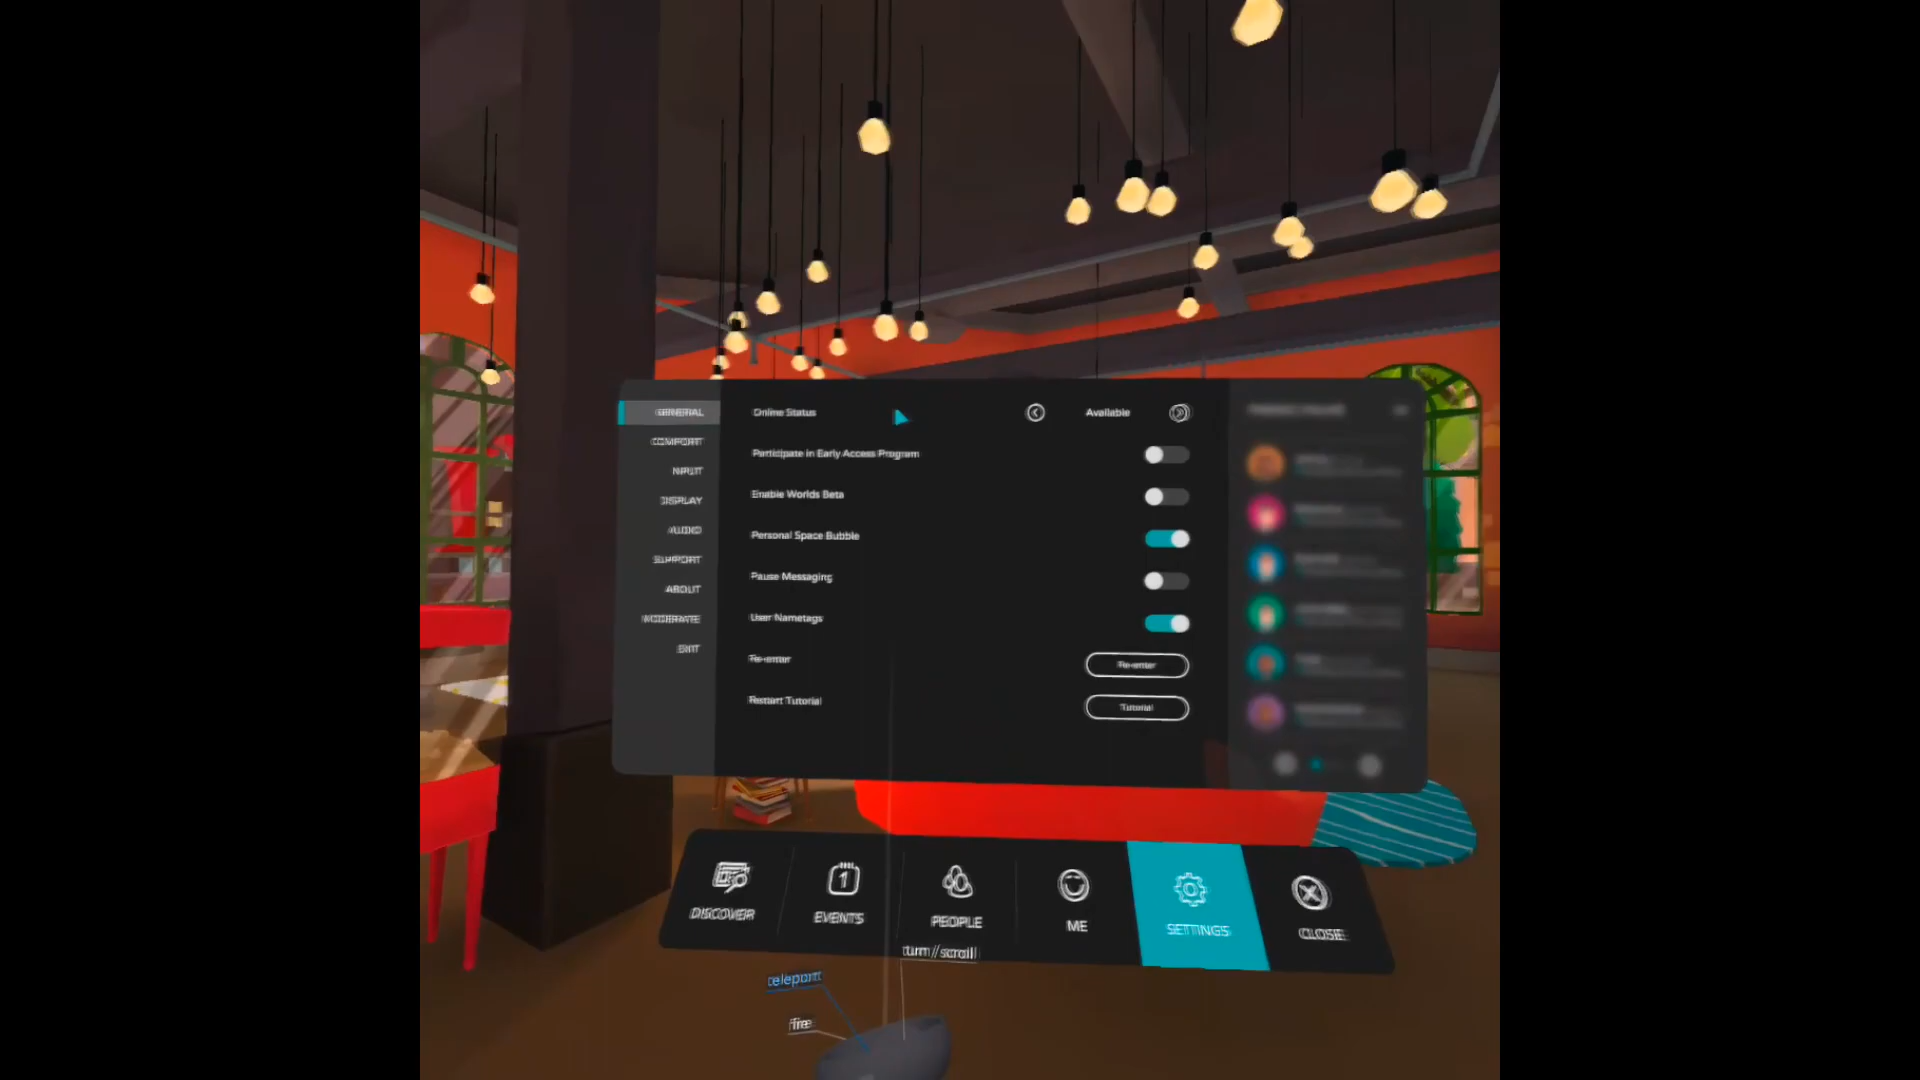 GENERAL
COMFORT
INPUT
DISPLAY
AUDIO
SUPPORT
ABOUT
MODERATE
EXIT
Online Status
Available
Participate in Early Access Program
Enable Worlds Beta
Personal Space Bubble
Pause Messaging
User Nametags
Re-enter
Re-enter
Restart Tutorial
Tutorial
DISCOVER
1
EVENTS
PEOPLE
ME
SETTINGS
CLOSE
turn / scroll
teleport
fire